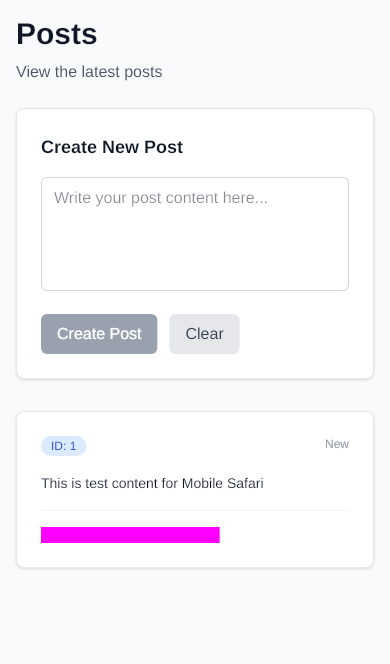 Posts
View the latest posts
Create New Post
Write your post content here...
Create Post
Clear
ID: 1
New
This is test content for Mobile Safari